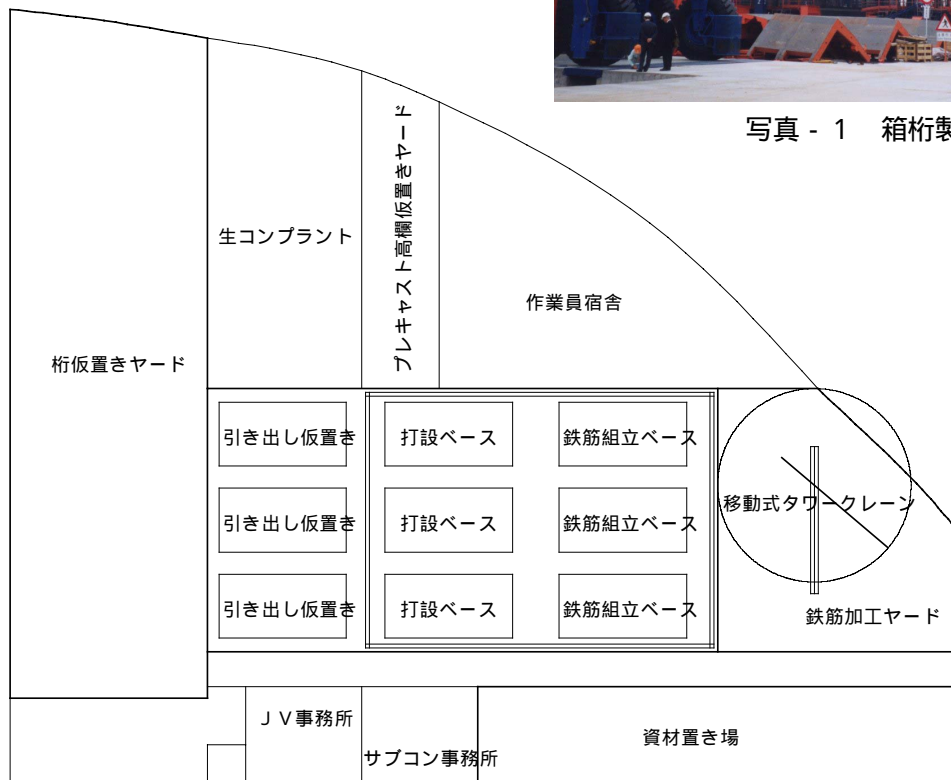 写真 - 1　箱桁製
プレキャスト高欄仮置きヤード
生コンプラント
作業員宿舎
桁仮置きヤード
引き出し仮置き
打設ベース
鉄筋組立ベース
移動式タワークレーン
引き出し仮置き
打設ベース
鉄筋組立ベース
引き出し仮置き
打設ベース
鉄筋組立ベース
鉄筋加工ヤード
ＪＶ事務所
サブコン事務所
資材置き場